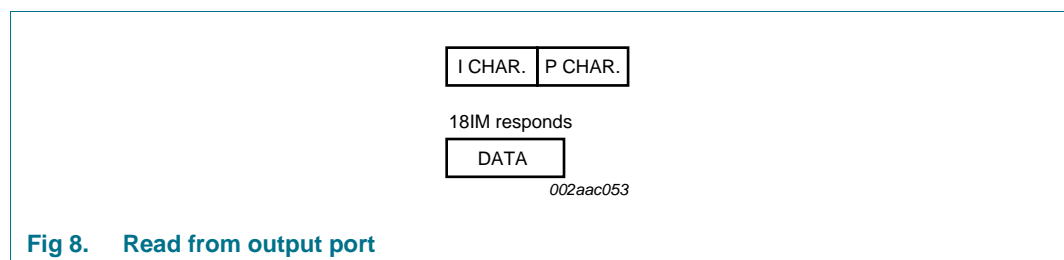 I CHAR. P CHAR.
18IM responds
DATA
002aac053
Fig 8. Read from output port